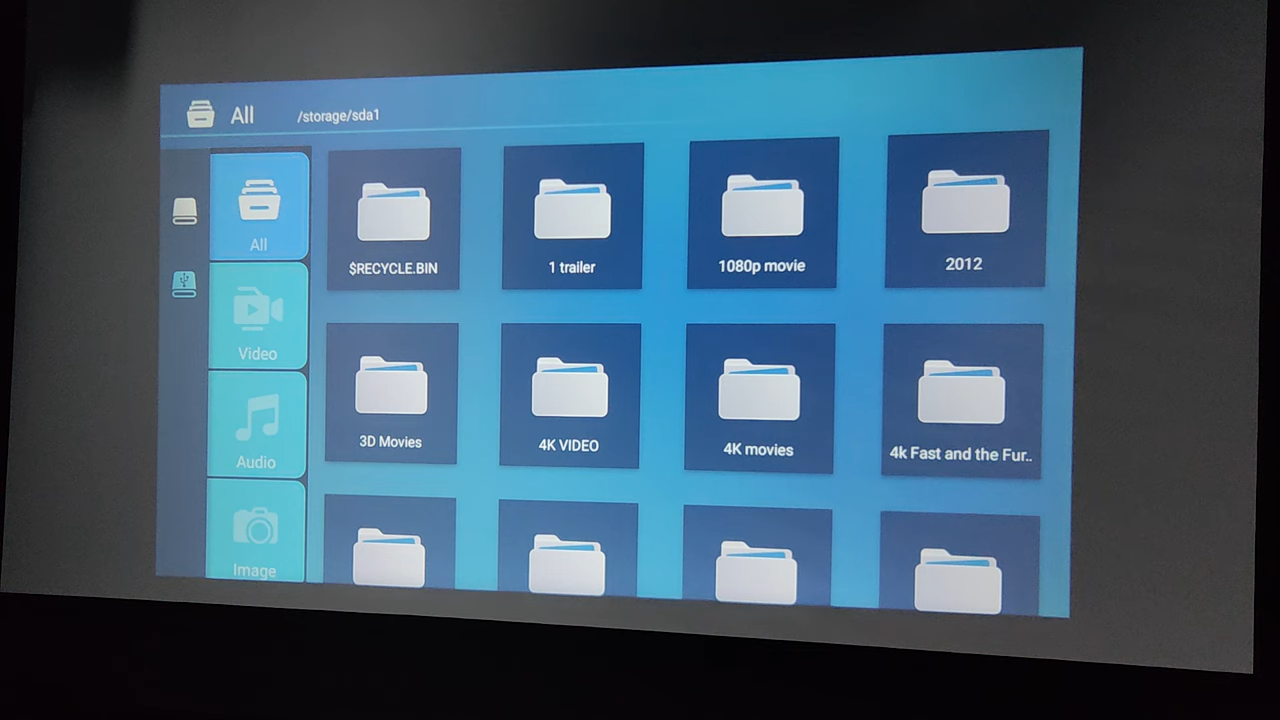 All
/storage/sda1
All
Video
Audio
Image
$RECYCLE.BIN
1 trailer
1080p movie
2012
3D Movies
4K VIDEO
4K movies
4k Fast and the Fur..